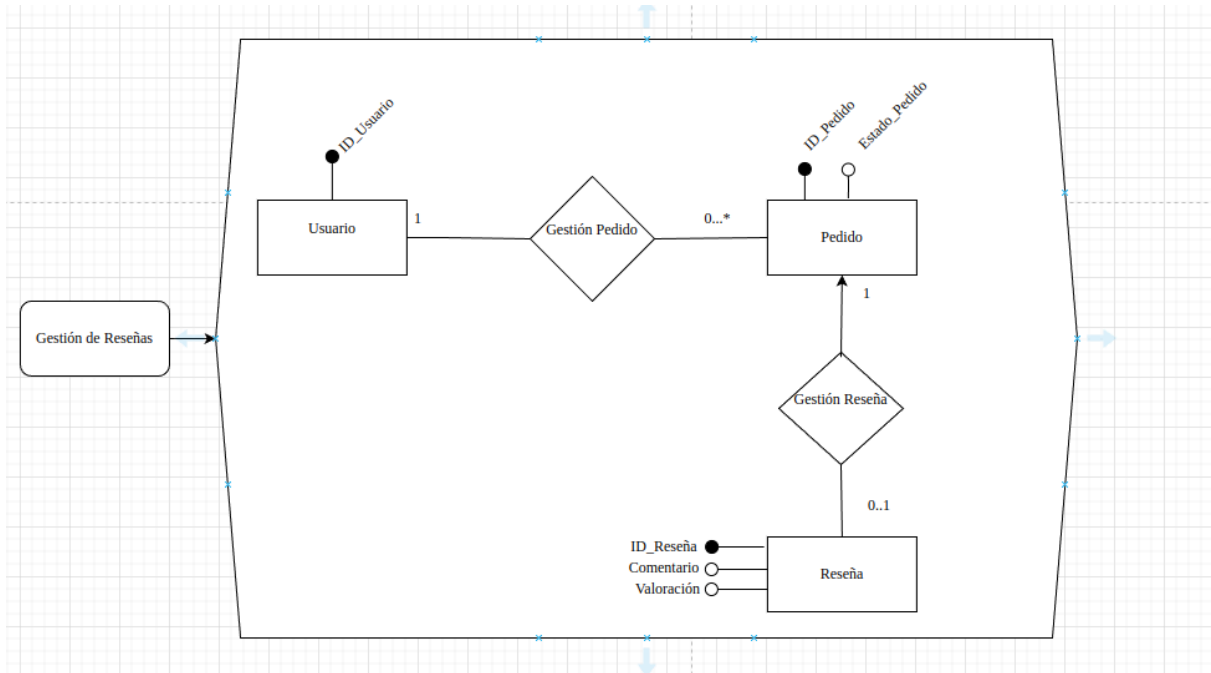 ID_Usuario
ID_Pedido
Estado_Pedido
Usuario
1
Gestión Pedido
0...*
Pedido
1
Gestión de Reseñas
Gestión Reseña
0..1
ID_Reseña
Comentario
Valoración
Reseña